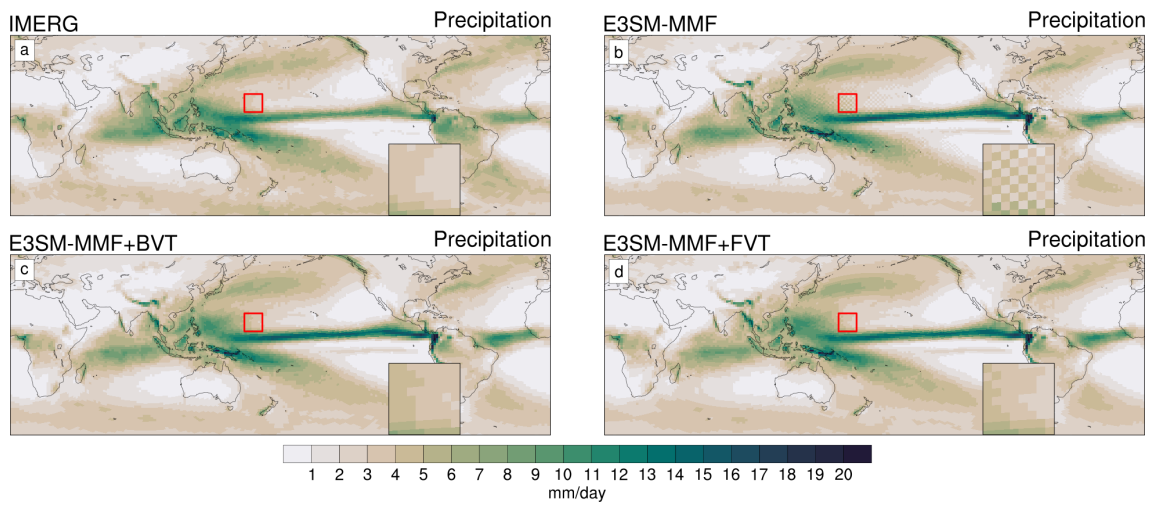 IMERG Precipitation
a
E3SM-MMF Precipitation
b
E3SM-MMF+BVT Precipitation
c
E3SM-MMF+FVT Precipitation
d
1 2 3 4 5 6 7 8 9 10 11 12 13 14 15 16 17 18 19 20
mm/day